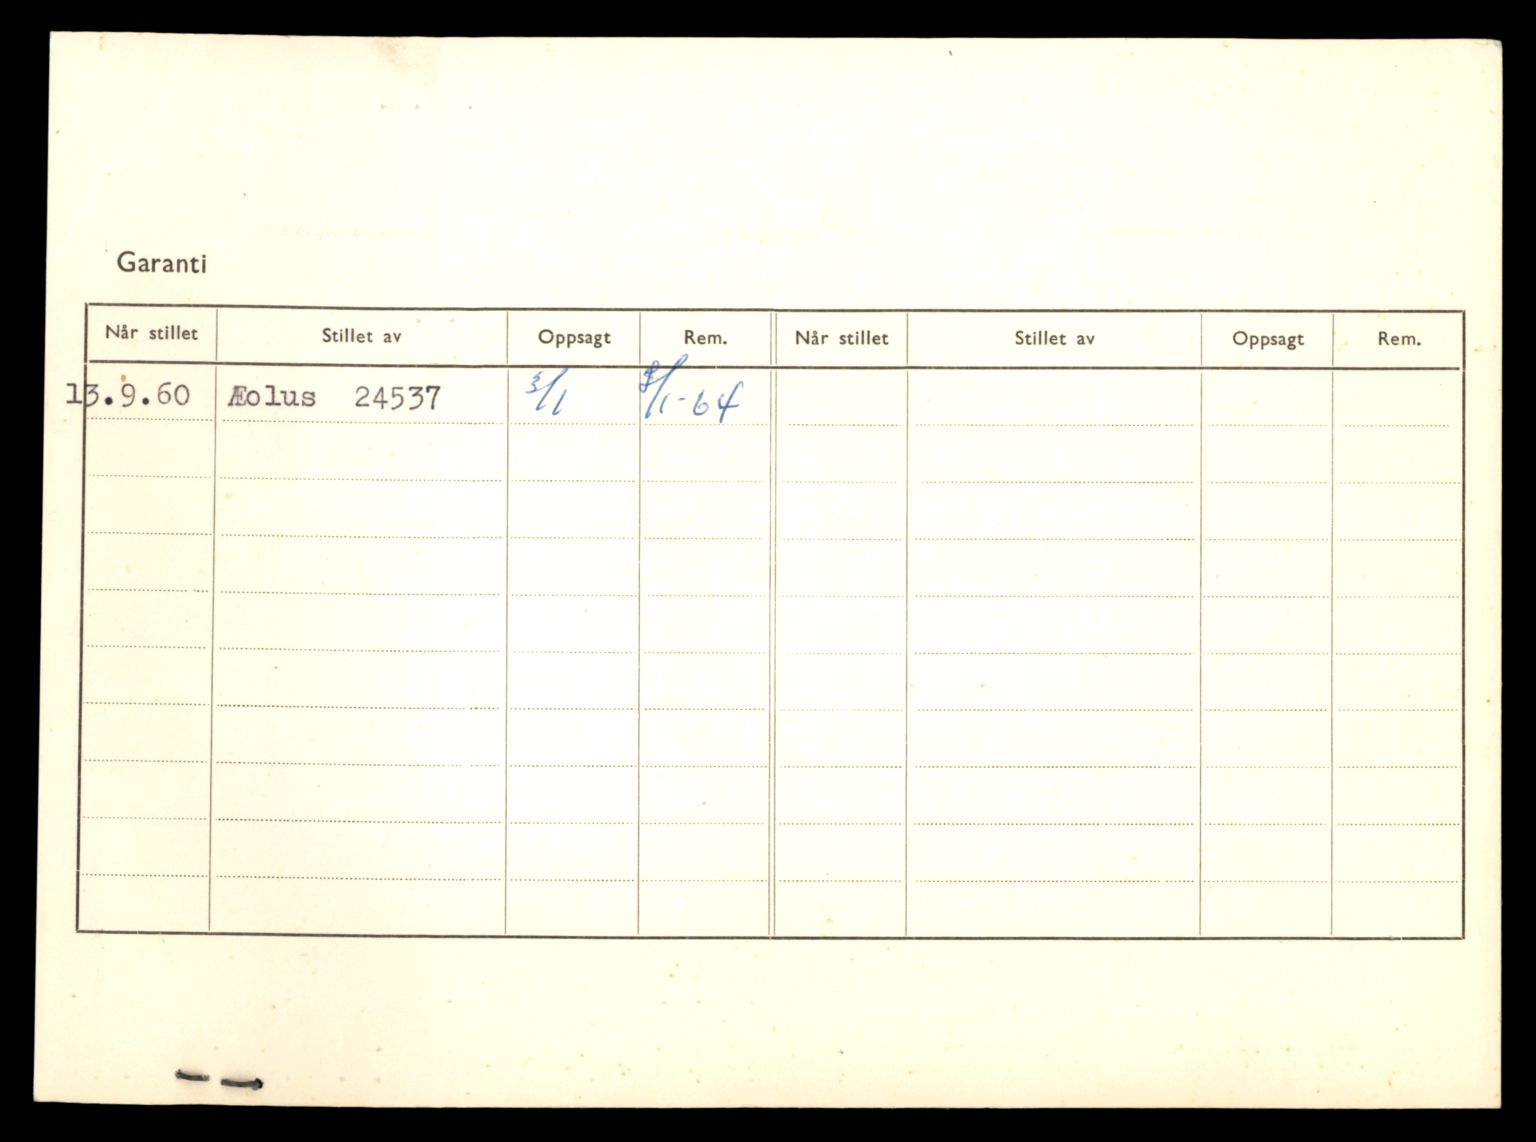 Garanti
Når stillet Stillet av Oppsagt Rem. Når stillet Stillet av Oppsagt Rem.
13.9.60 Æolus 24537 3/1 /1-64